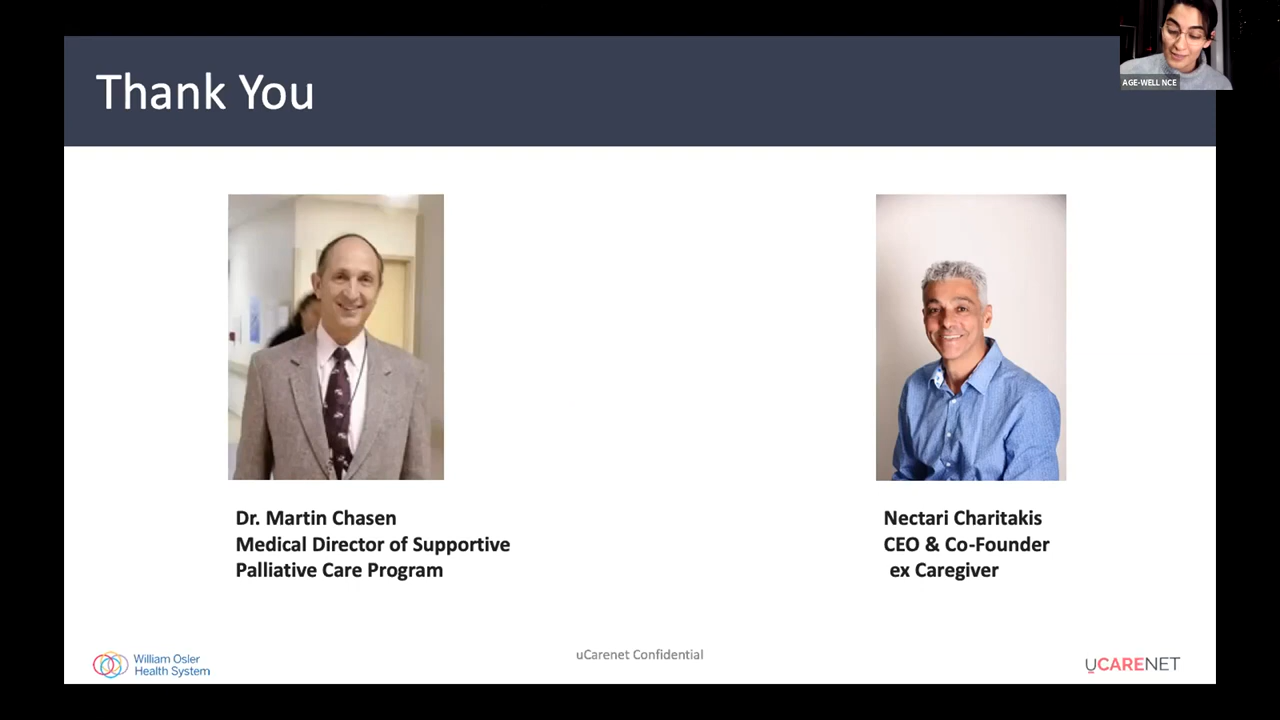 Thank You
AGE-WELL NCE
Dr. Martin Chasen
Medical Director of Supportive
Palliative Care Program
Nectari Charitakis
CEO & Co-Founder
ex Caregiver
William Osler
Health System
uCarenet Confidential
uCARENET